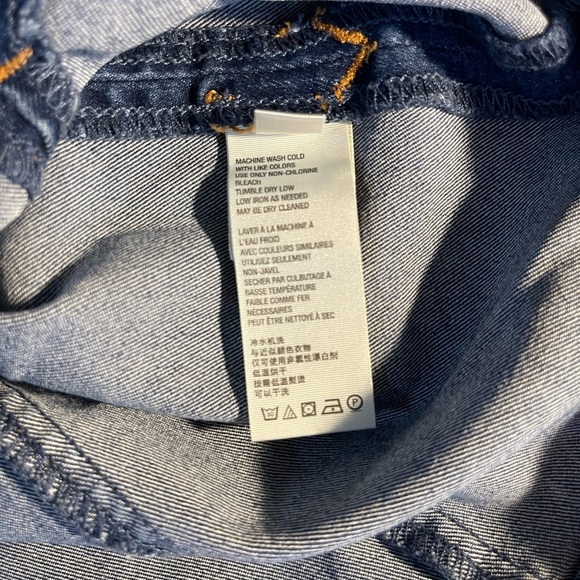 MACHINE WASH COLD
WITH LIKE COLORS
USE ONLY NON-CHLORINE
BLEACH
TUMBLE DRY LOW
LOW IRON AS NEEDED
MAY BE DRY CLEANED
LAVER À LA MACHINE À
L'EAU FROID
AVEC COULEURS SIMILAIRES
UTILISEZ SEULEMENT
NON-JAVEL
SECHER PAR CULBUTAGE À
BASSE TEMPÉRATURE
FAIBLE COMME FER
NÉCESSAIRES
PEUT ÊTRE NETTOYÉ À SEC
冷水机洗
与近似颜色衣物
仅可使用非氯性漂白剂
低温烘干
按需低温熨烫
可以干洗
30 P